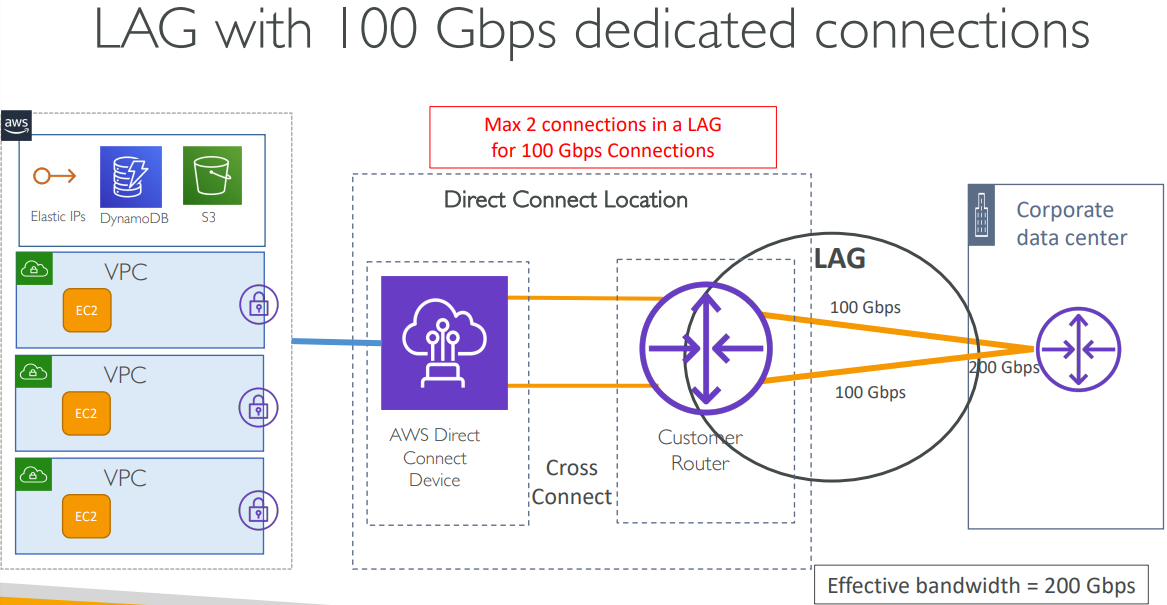 LAG with 100 Gbps dedicated connections
aws
Max 2 connections in a LAG
for 100 Gbps Connections
Elastic IPs
DynamoDB
S3
VPC
EC2
VPC
EC2
VPC
EC2
Direct Connect Location
AWS Direct
Connect
Device
Cross
Connect
Customer
Router
LAG
100 Gbps
100 Gbps
200 Gbps
Corporate
data center
Effective bandwidth = 200 Gbps